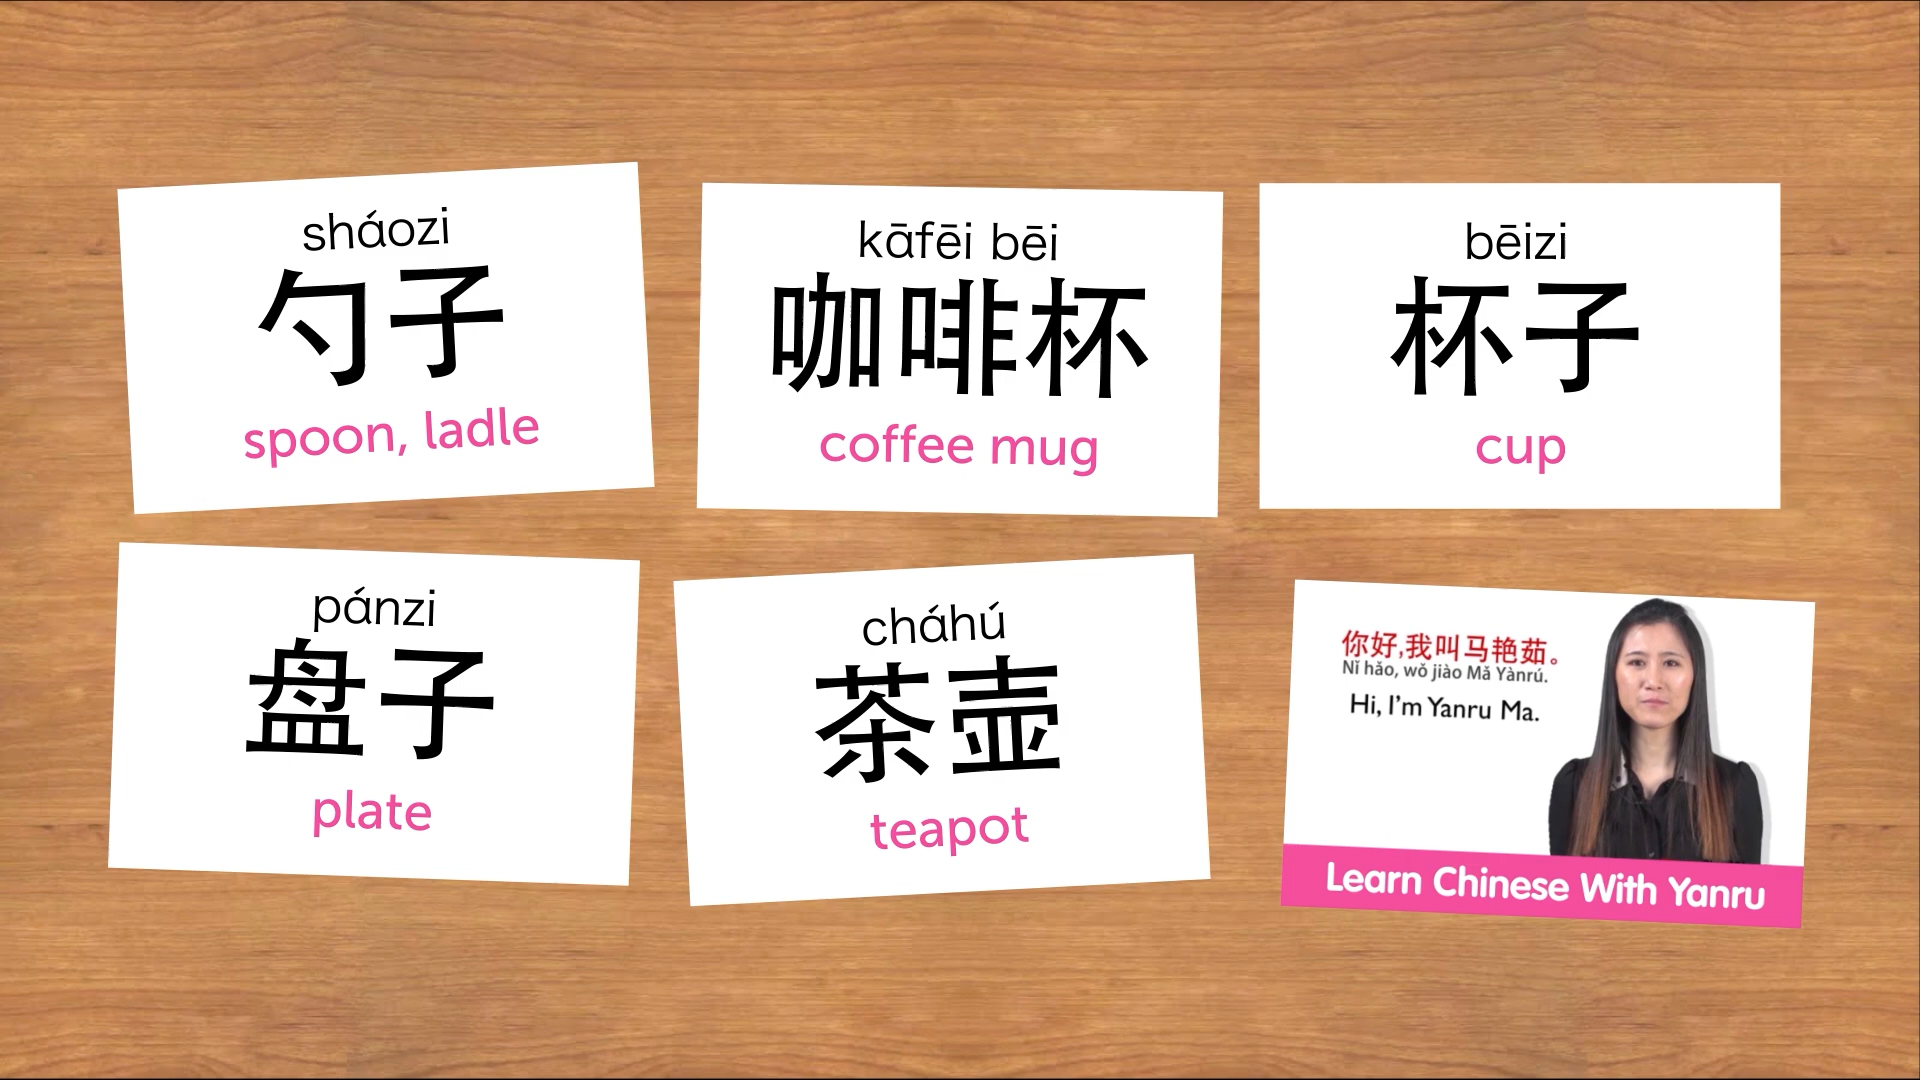 sháozi
勺子
spoon, ladle
kāfēi bēi
咖啡杯
coffee mug
bēizi
杯子
cup
pánzi
盘子
plate
cháhú
茶壶
teapot
你好,我叫马艳茹。
Nǐ hǎo, wǒ jiào Mǎ Yànrú.
Hi, I'm Yanru Ma.
Learn Chinese With Yanru